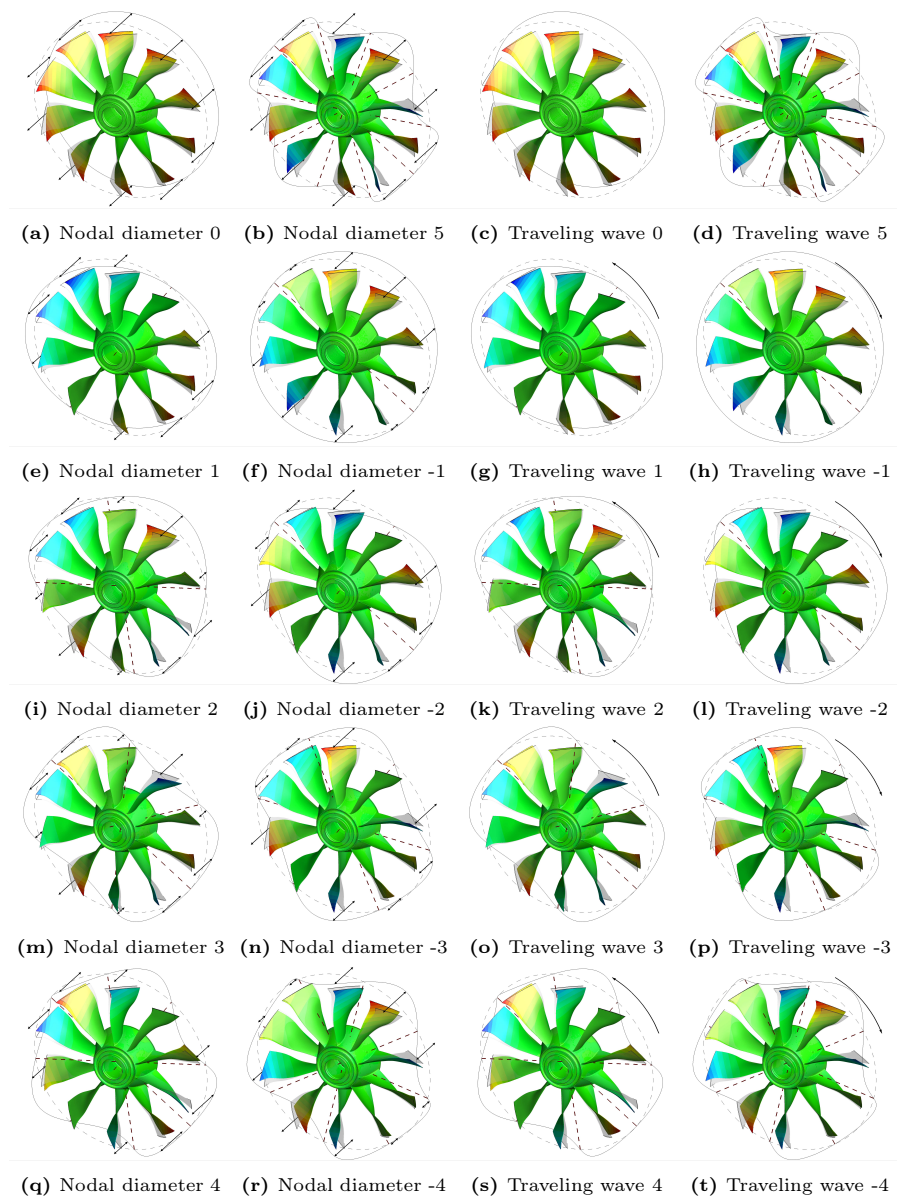 (a) Nodal diameter 0 (b) Nodal diameter 5 (c) Traveling wave 0 (d) Traveling wave 5
(e) Nodal diameter 1 (f) Nodal diameter -1 (g) Traveling wave 1 (h) Traveling wave -1
(i) Nodal diameter 2 (j) Nodal diameter -2 (k) Traveling wave 2 (l) Traveling wave -2
(m) Nodal diameter 3 (n) Nodal diameter -3 (o) Traveling wave 3 (p) Traveling wave -3
(q) Nodal diameter 4 (r) Nodal diameter -4 (s) Traveling wave 4 (t) Traveling wave -4